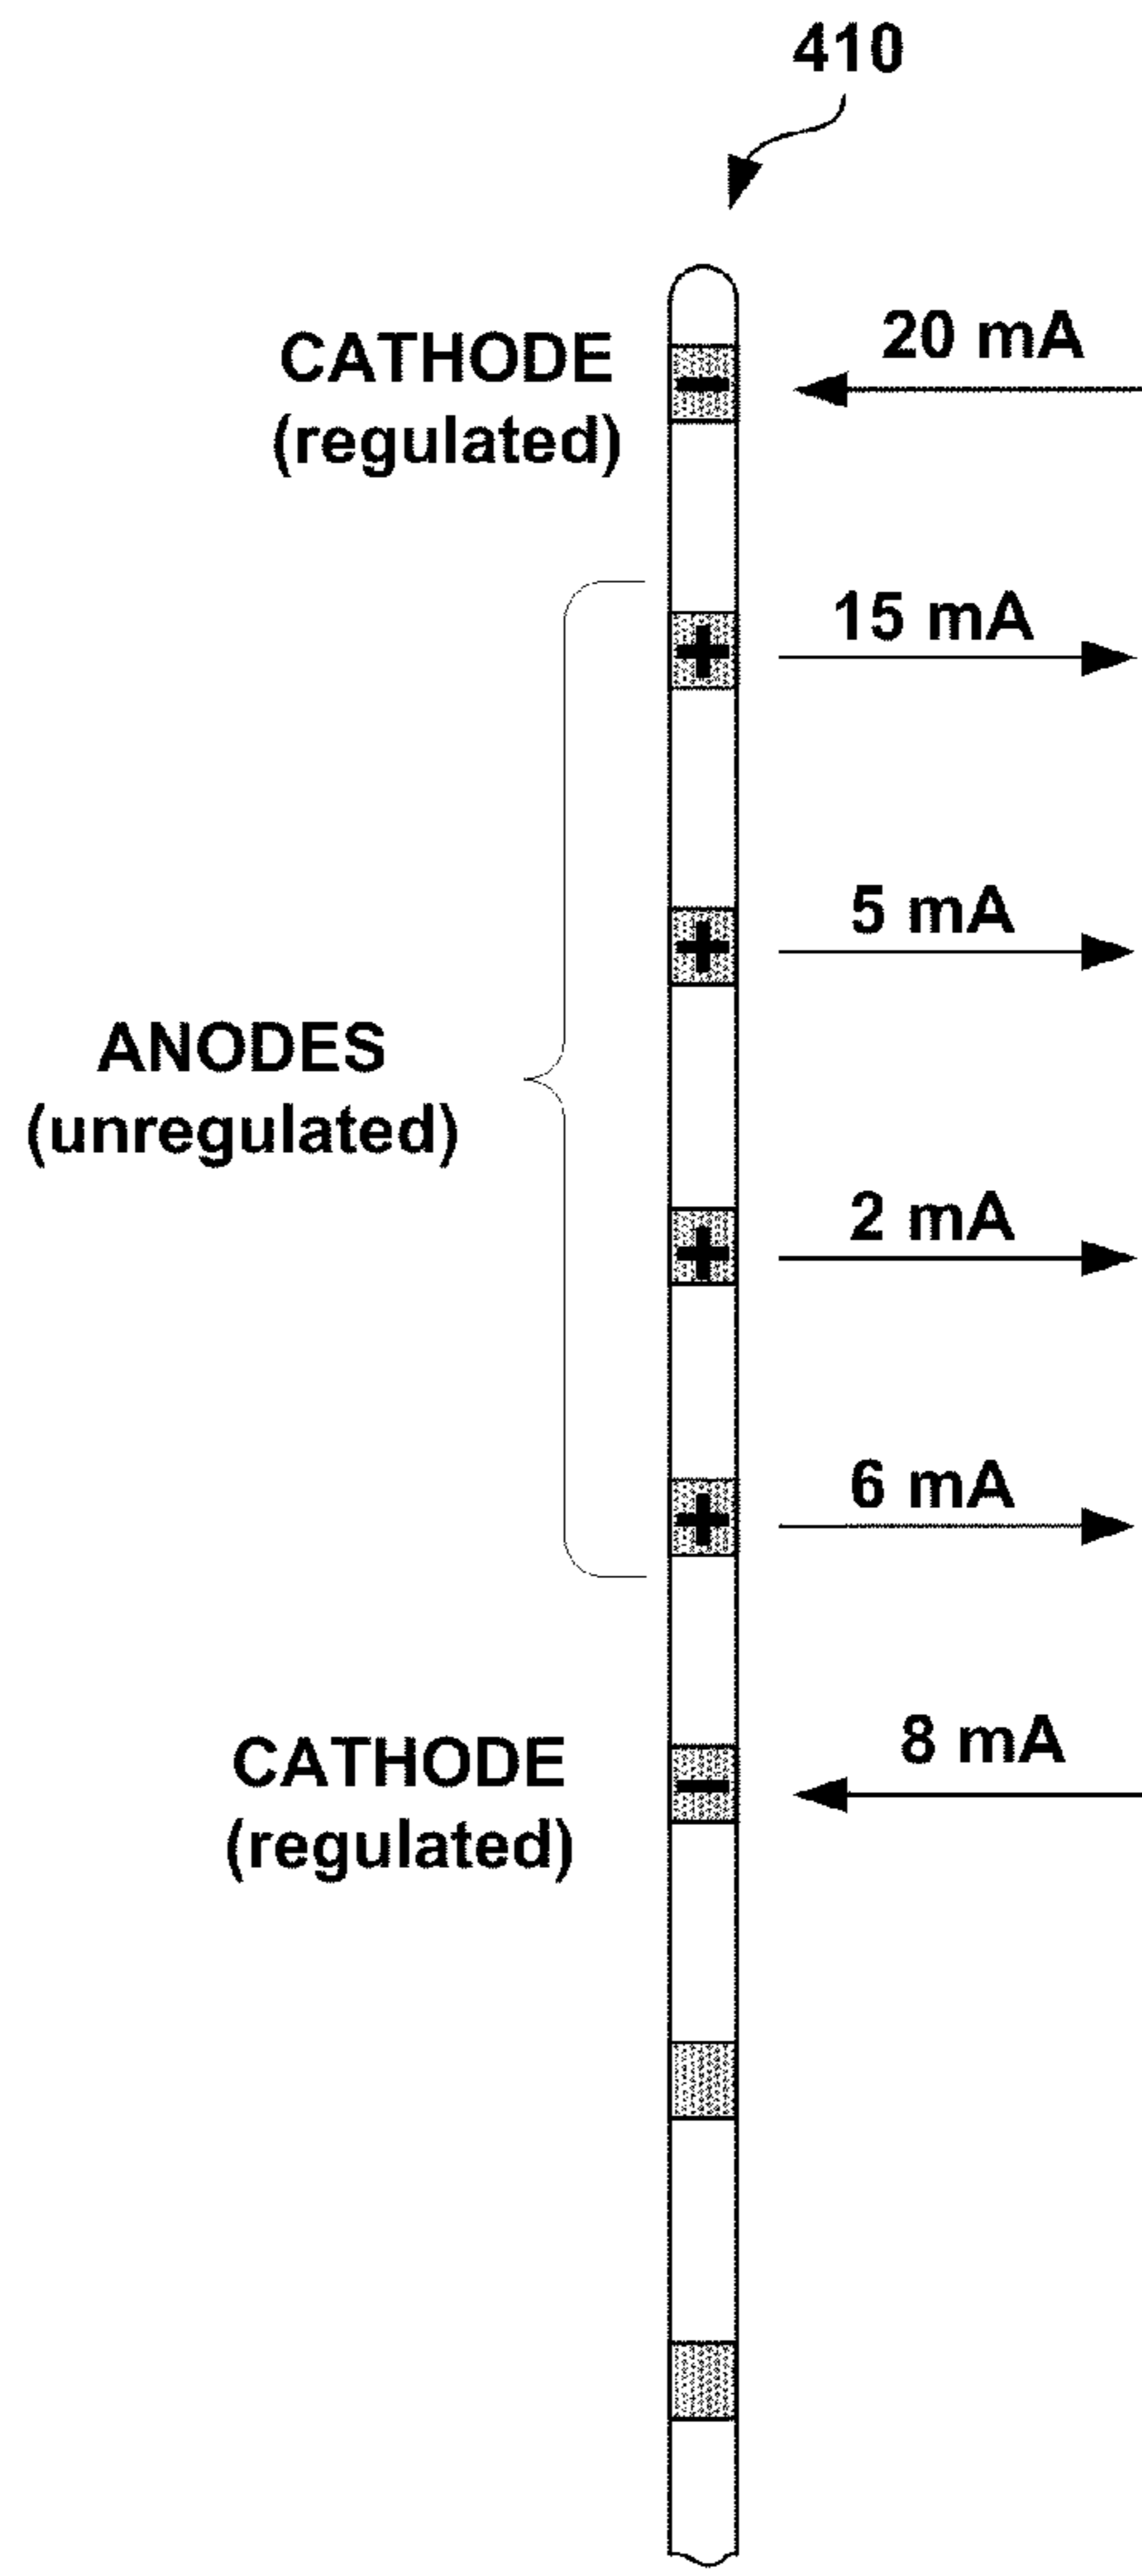 410
20 mA
CATHODE
(regulated)
15 mA
5 mA
ANODES
(unregulated)
2 mA
6 mA
8 mA
CATHODE
(regulated)